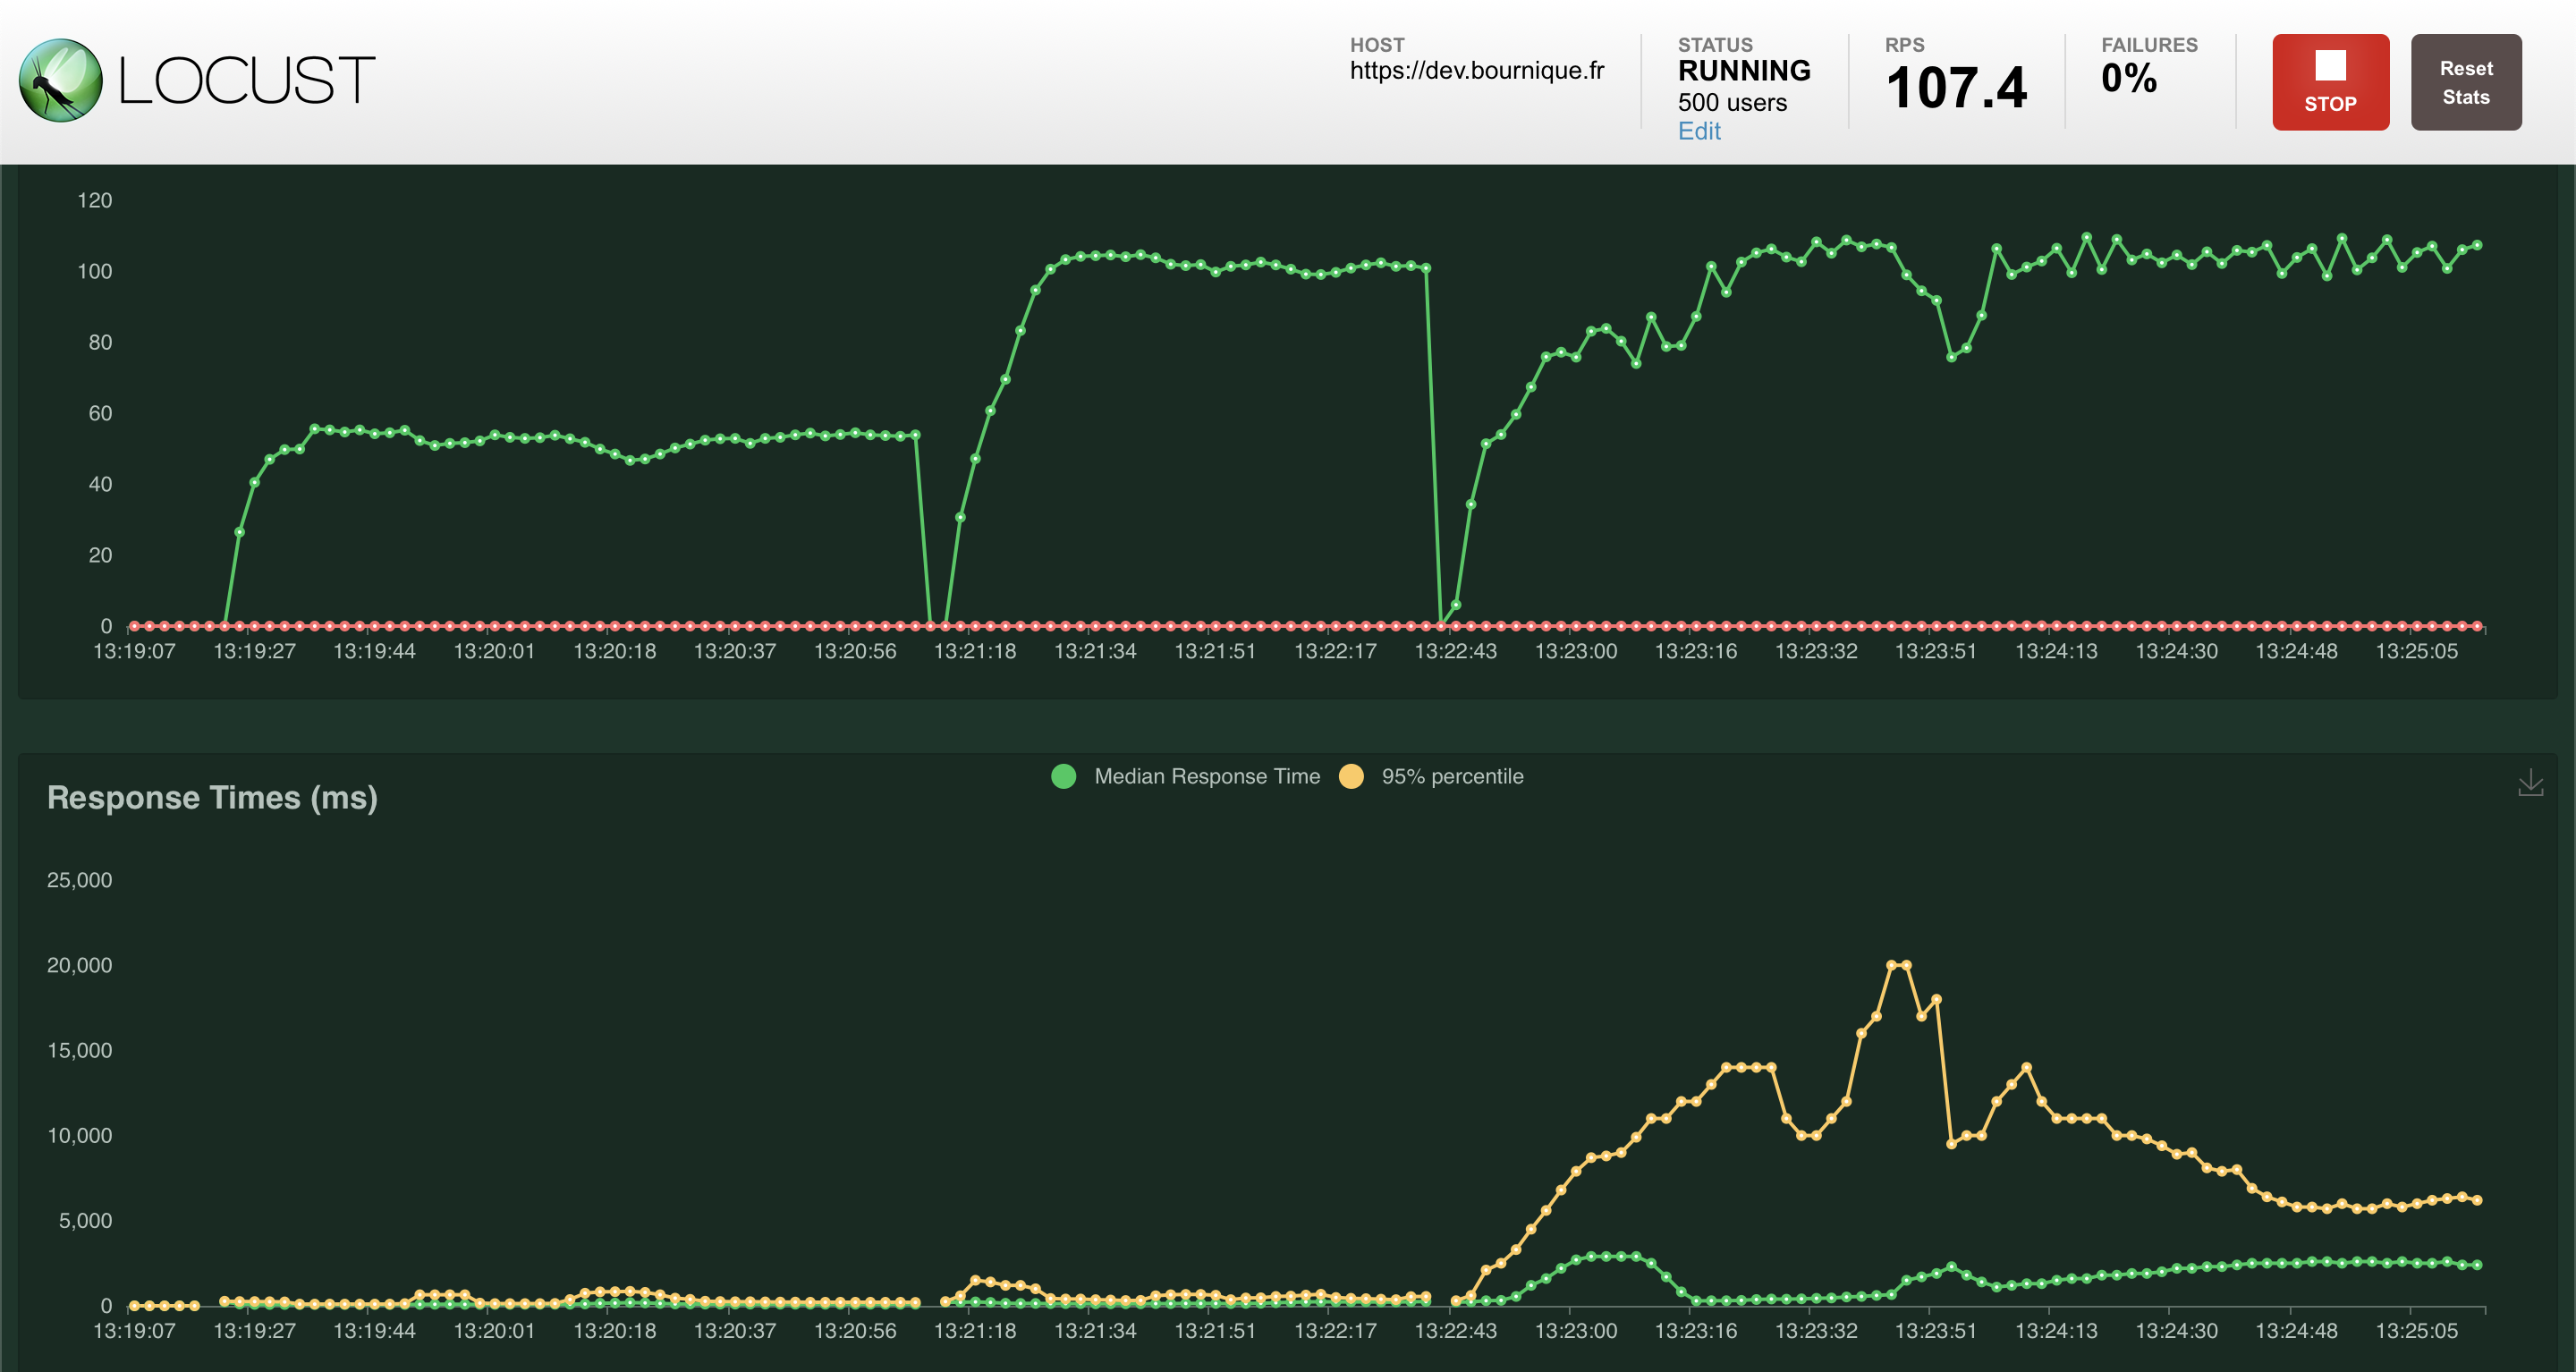 LOCUST
HOST
https://dev.bournique.fr
STATUS
RUNNING
500 users
Edit
RPS
107.4
FAILURES
0%
STOP
Reset
Stats
120
100
80
60
40
20
0
13:19:07 13:19:27 13:19:44 13:20:01 13:20:18 13:20:37 13:20:56 13:21:18 13:21:34 13:21:51 13:22:17 13:22:43 13:23:00 13:23:16 13:23:32 13:23:51 13:24:13 13:24:30 13:24:48 13:25:05
Median Response Time 95% percentile
Response Times (ms)
25,000
20,000
15,000
10,000
5,000
0
13:19:07 13:19:27 13:19:44 13:20:01 13:20:18 13:20:37 13:20:56 13:21:18 13:21:34 13:21:51 13:22:17 13:22:43 13:23:00 13:23:16 13:23:32 13:23:51 13:24:13 13:24:30 13:24:48 13:25:05